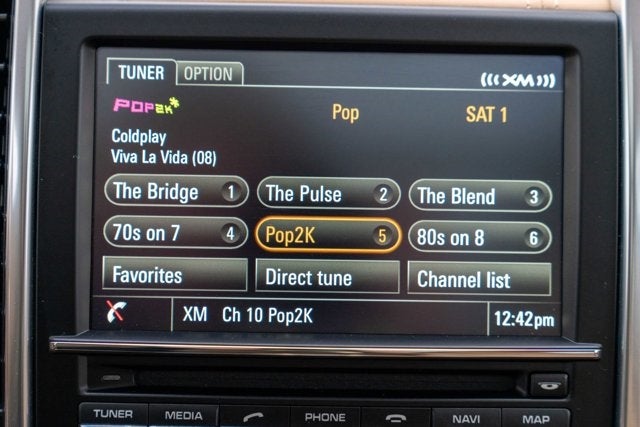 TUNER OPTION
(((XM)))
POP2K* Pop SAT 1
Coldplay
Viva La Vida (08)
The Bridge 1 The Pulse 2 The Blend 3
70s on 7 4 Pop2K 5 80s on 8 6
Favorites Direct tune Channel list
XM Ch 10 Pop2K 12:42pm
TUNER MEDIA PHONE NAVI MAP